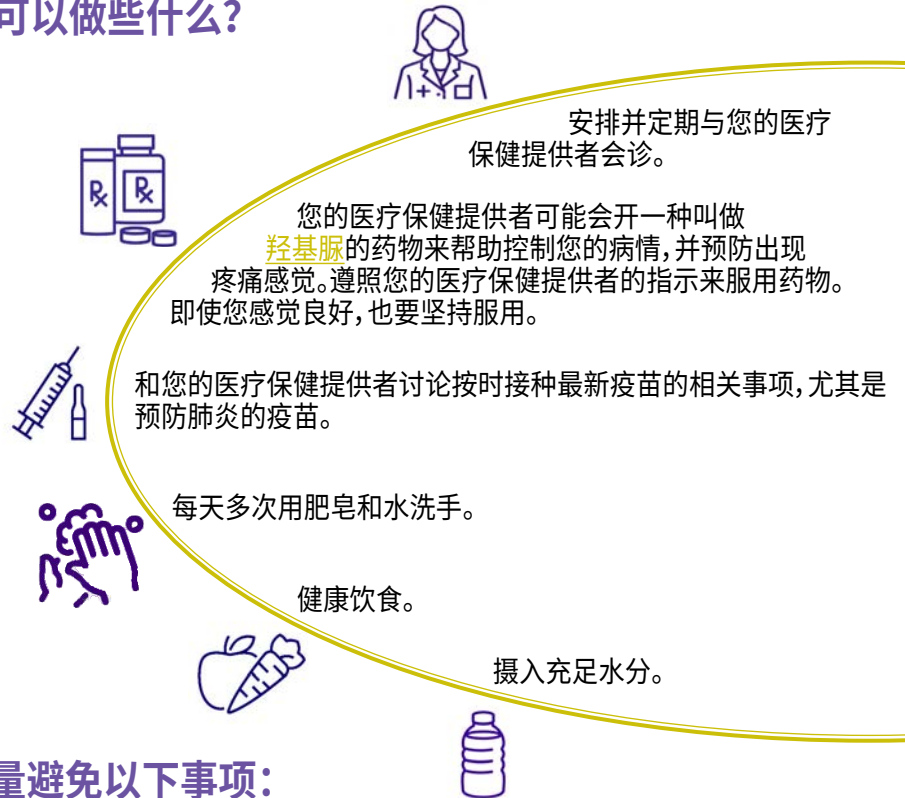 可以做些什么？
安排并定期与您的医疗
保健提供者会诊。
您的医疗保健提供者可能会开一种叫做
羟基脲的药物来帮助控制您的病情，并预防出现
疼痛感觉。遵照您的医疗保健提供者的指示来服用药物。
即使您感觉良好，也要坚持服用。
和您的医疗保健提供者讨论按时接种最新疫苗的相关事项，尤其是
预防肺炎的疫苗。
每天多次用肥皂和水洗手。
健康饮食。
摄入充足水分。
量避免以下事项：